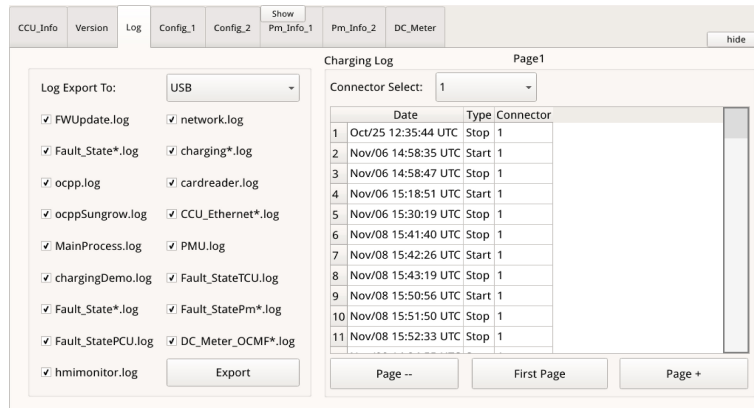 Show
CCU_Info Version Log Config_1 Config_2 Pm_Info_1 Pm_Info_2 DC_Meter
hide
Log Export To: USB
FWUpdate.log network.log
Fault_State*.log charging*.log
ocpp.log cardreader.log
ocppSungrow.log CCU_Ethernet*.log
MainProcess.log PMU.log
chargingDemo.log Fault_StateTCU.log
Fault_State*.log Fault_StatePm*.log
Fault_StatePCU.log DC_Meter_OCMF*.log
hmimonitor.log Export
Charging Log Page1
Connector Select: 1
Date Type Connector
1 Oct/25 12:35:44 UTC Stop 1
2 Nov/06 14:58:35 UTC Start 1
3 Nov/06 14:58:47 UTC Stop 1
4 Nov/06 15:18:51 UTC Start 1
5 Nov/06 15:30:19 UTC Stop 1
6 Nov/08 15:41:40 UTC Stop 1
7 Nov/08 15:42:26 UTC Start 1
8 Nov/08 15:43:19 UTC Stop 1
9 Nov/08 15:50:56 UTC Start 1
10 Nov/08 15:51:50 UTC Stop 1
11 Nov/08 15:52:33 UTC Stop 1
Page -- First Page Page +